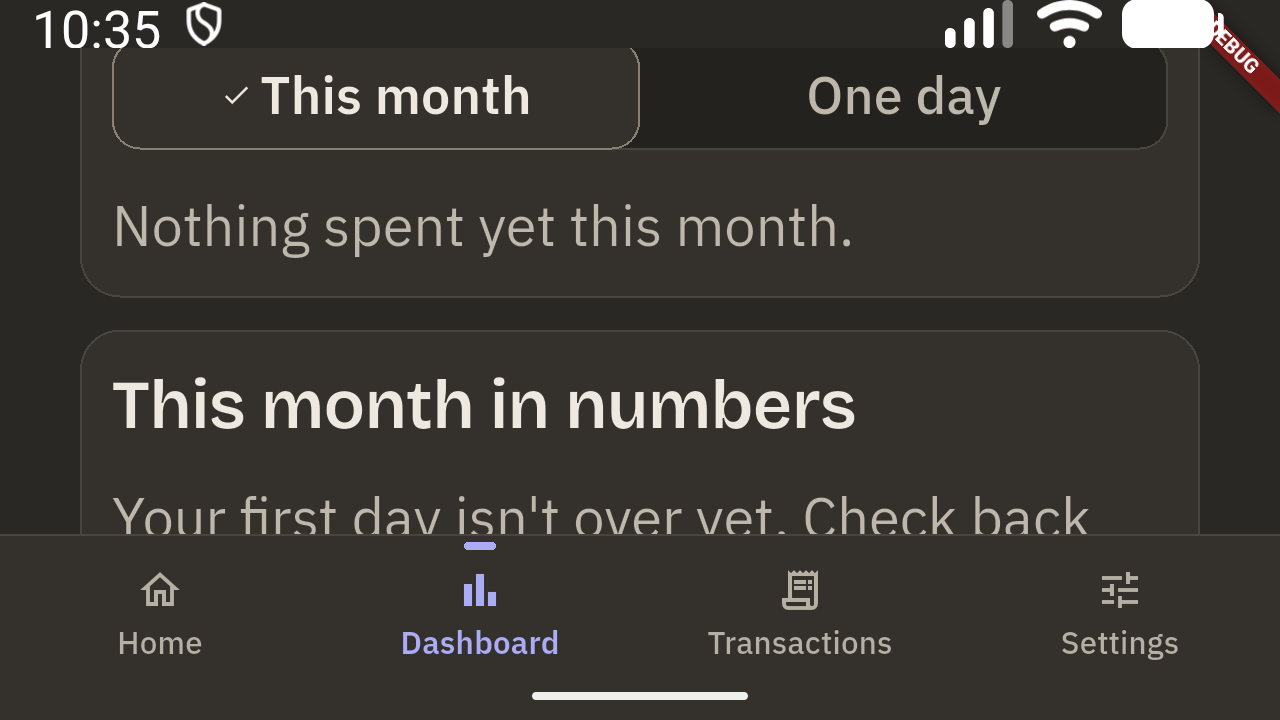 10:35
DEBUG
This month
One day
Nothing spent yet this month.
This month in numbers
Your first day isn't over yet. Check back
Home
Dashboard
Transactions
Settings